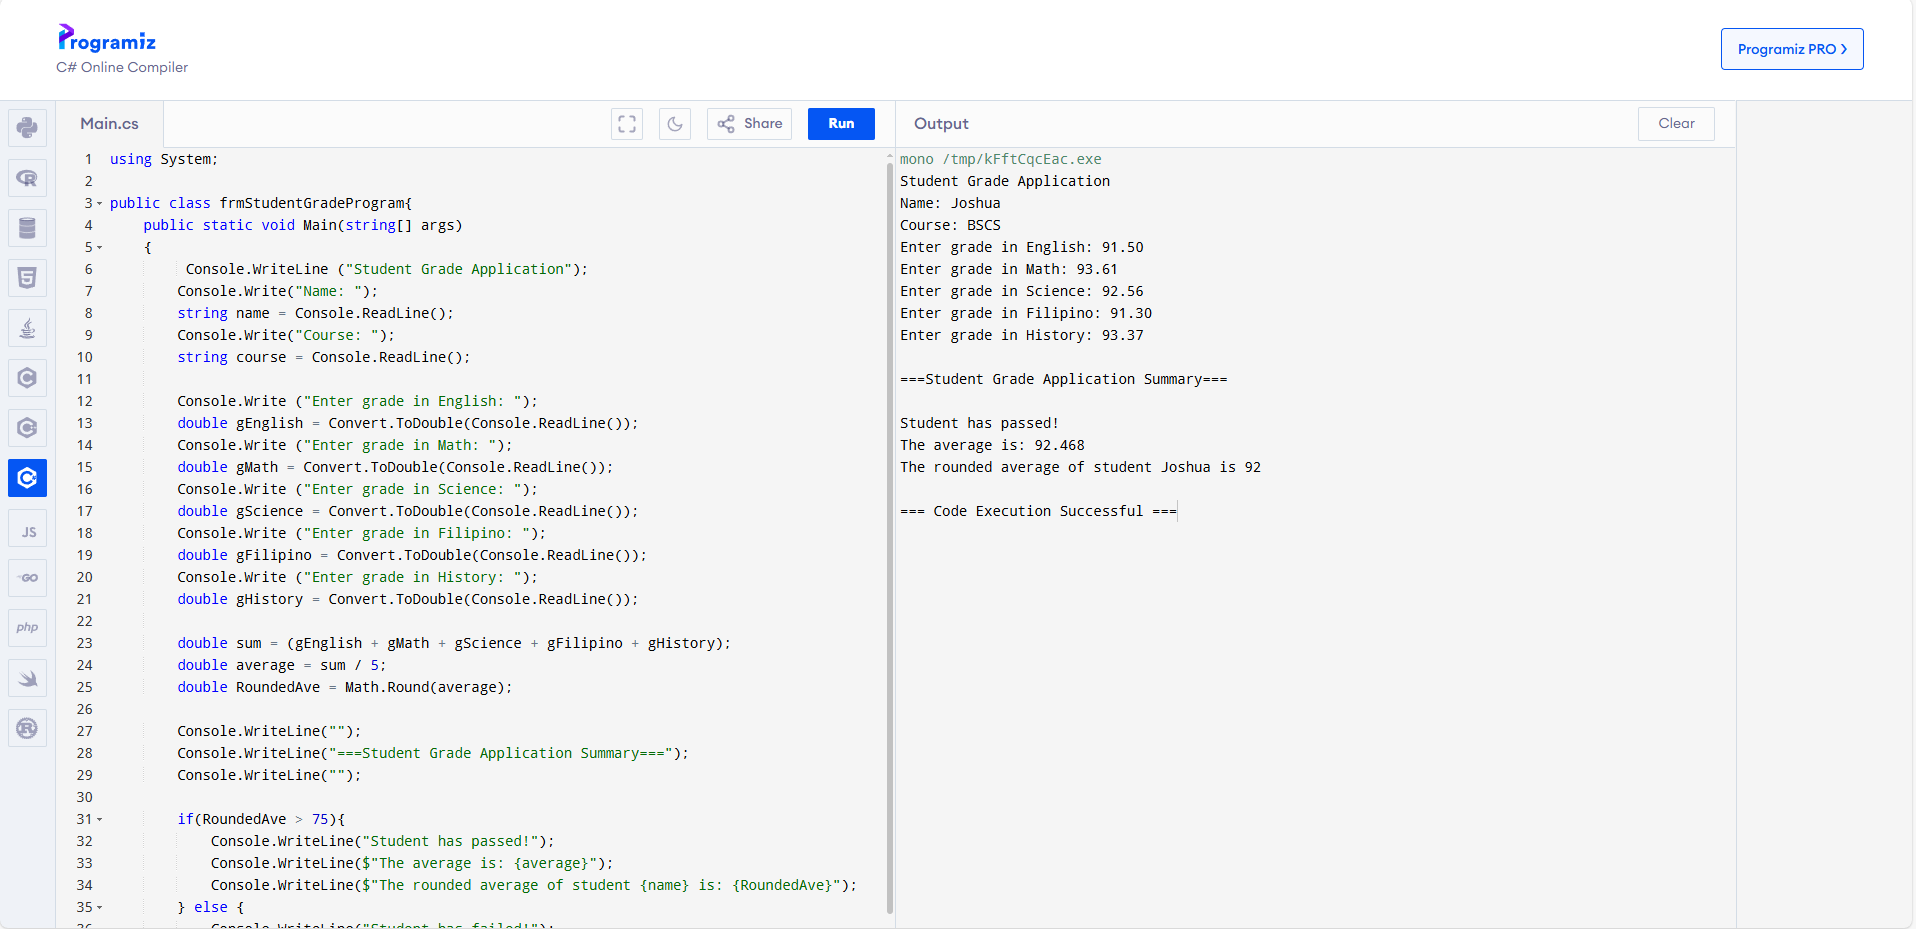 Programiz
C# Online Compiler
Programiz PRO >
Main.cs
Share
Run
Output
Clear
1 using System;
2
3 public class frmStudentGradeProgram{
4 public static void Main(string[] args)
5 {
6 Console.WriteLine ("Student Grade Application");
7 Console.Write("Name: ");
8 string name = Console.ReadLine();
9 Console.Write("Course: ");
10 string course = Console.ReadLine();
11
12 Console.Write ("Enter grade in English: ");
13 double gEnglish = Convert.ToDouble(Console.ReadLine());
14 Console.Write ("Enter grade in Math: ");
15 double gMath = Convert.ToDouble(Console.ReadLine());
16 Console.Write ("Enter grade in Science: ");
17 double gScience = Convert.ToDouble(Console.ReadLine());
18 Console.Write ("Enter grade in Filipino: ");
19 double gFilipino = Convert.ToDouble(Console.ReadLine());
20 Console.Write ("Enter grade in History: ");
21 double gHistory = Convert.ToDouble(Console.ReadLine());
22
23 double sum = (gEnglish + gMath + gScience + gFilipino + gHistory);
24 double average = sum / 5;
25 double RoundedAve = Math.Round(average);
26
27 Console.WriteLine("");
28 Console.WriteLine("===Student Grade Application Summary===");
29 Console.WriteLine("");
30
31 if(RoundedAve > 75){
32 Console.WriteLine("Student has passed!");
33 Console.WriteLine($"The average is: {average}");
34 Console.WriteLine($"The rounded average of student {name} is: {RoundedAve}");
35 } else {
36 Console.WriteLine("Student has failed!");
mono /tmp/kFftCqcEac.exe
Student Grade Application
Name: Joshua
Course: BSCS
Enter grade in English: 91.50
Enter grade in Math: 93.61
Enter grade in Science: 92.56
Enter grade in Filipino: 91.30
Enter grade in History: 93.37

===Student Grade Application Summary===

Student has passed!
The average is: 92.468
The rounded average of student Joshua is 92

=== Code Execution Successful ===
R
5
C
C
C
JS
GO
php
R